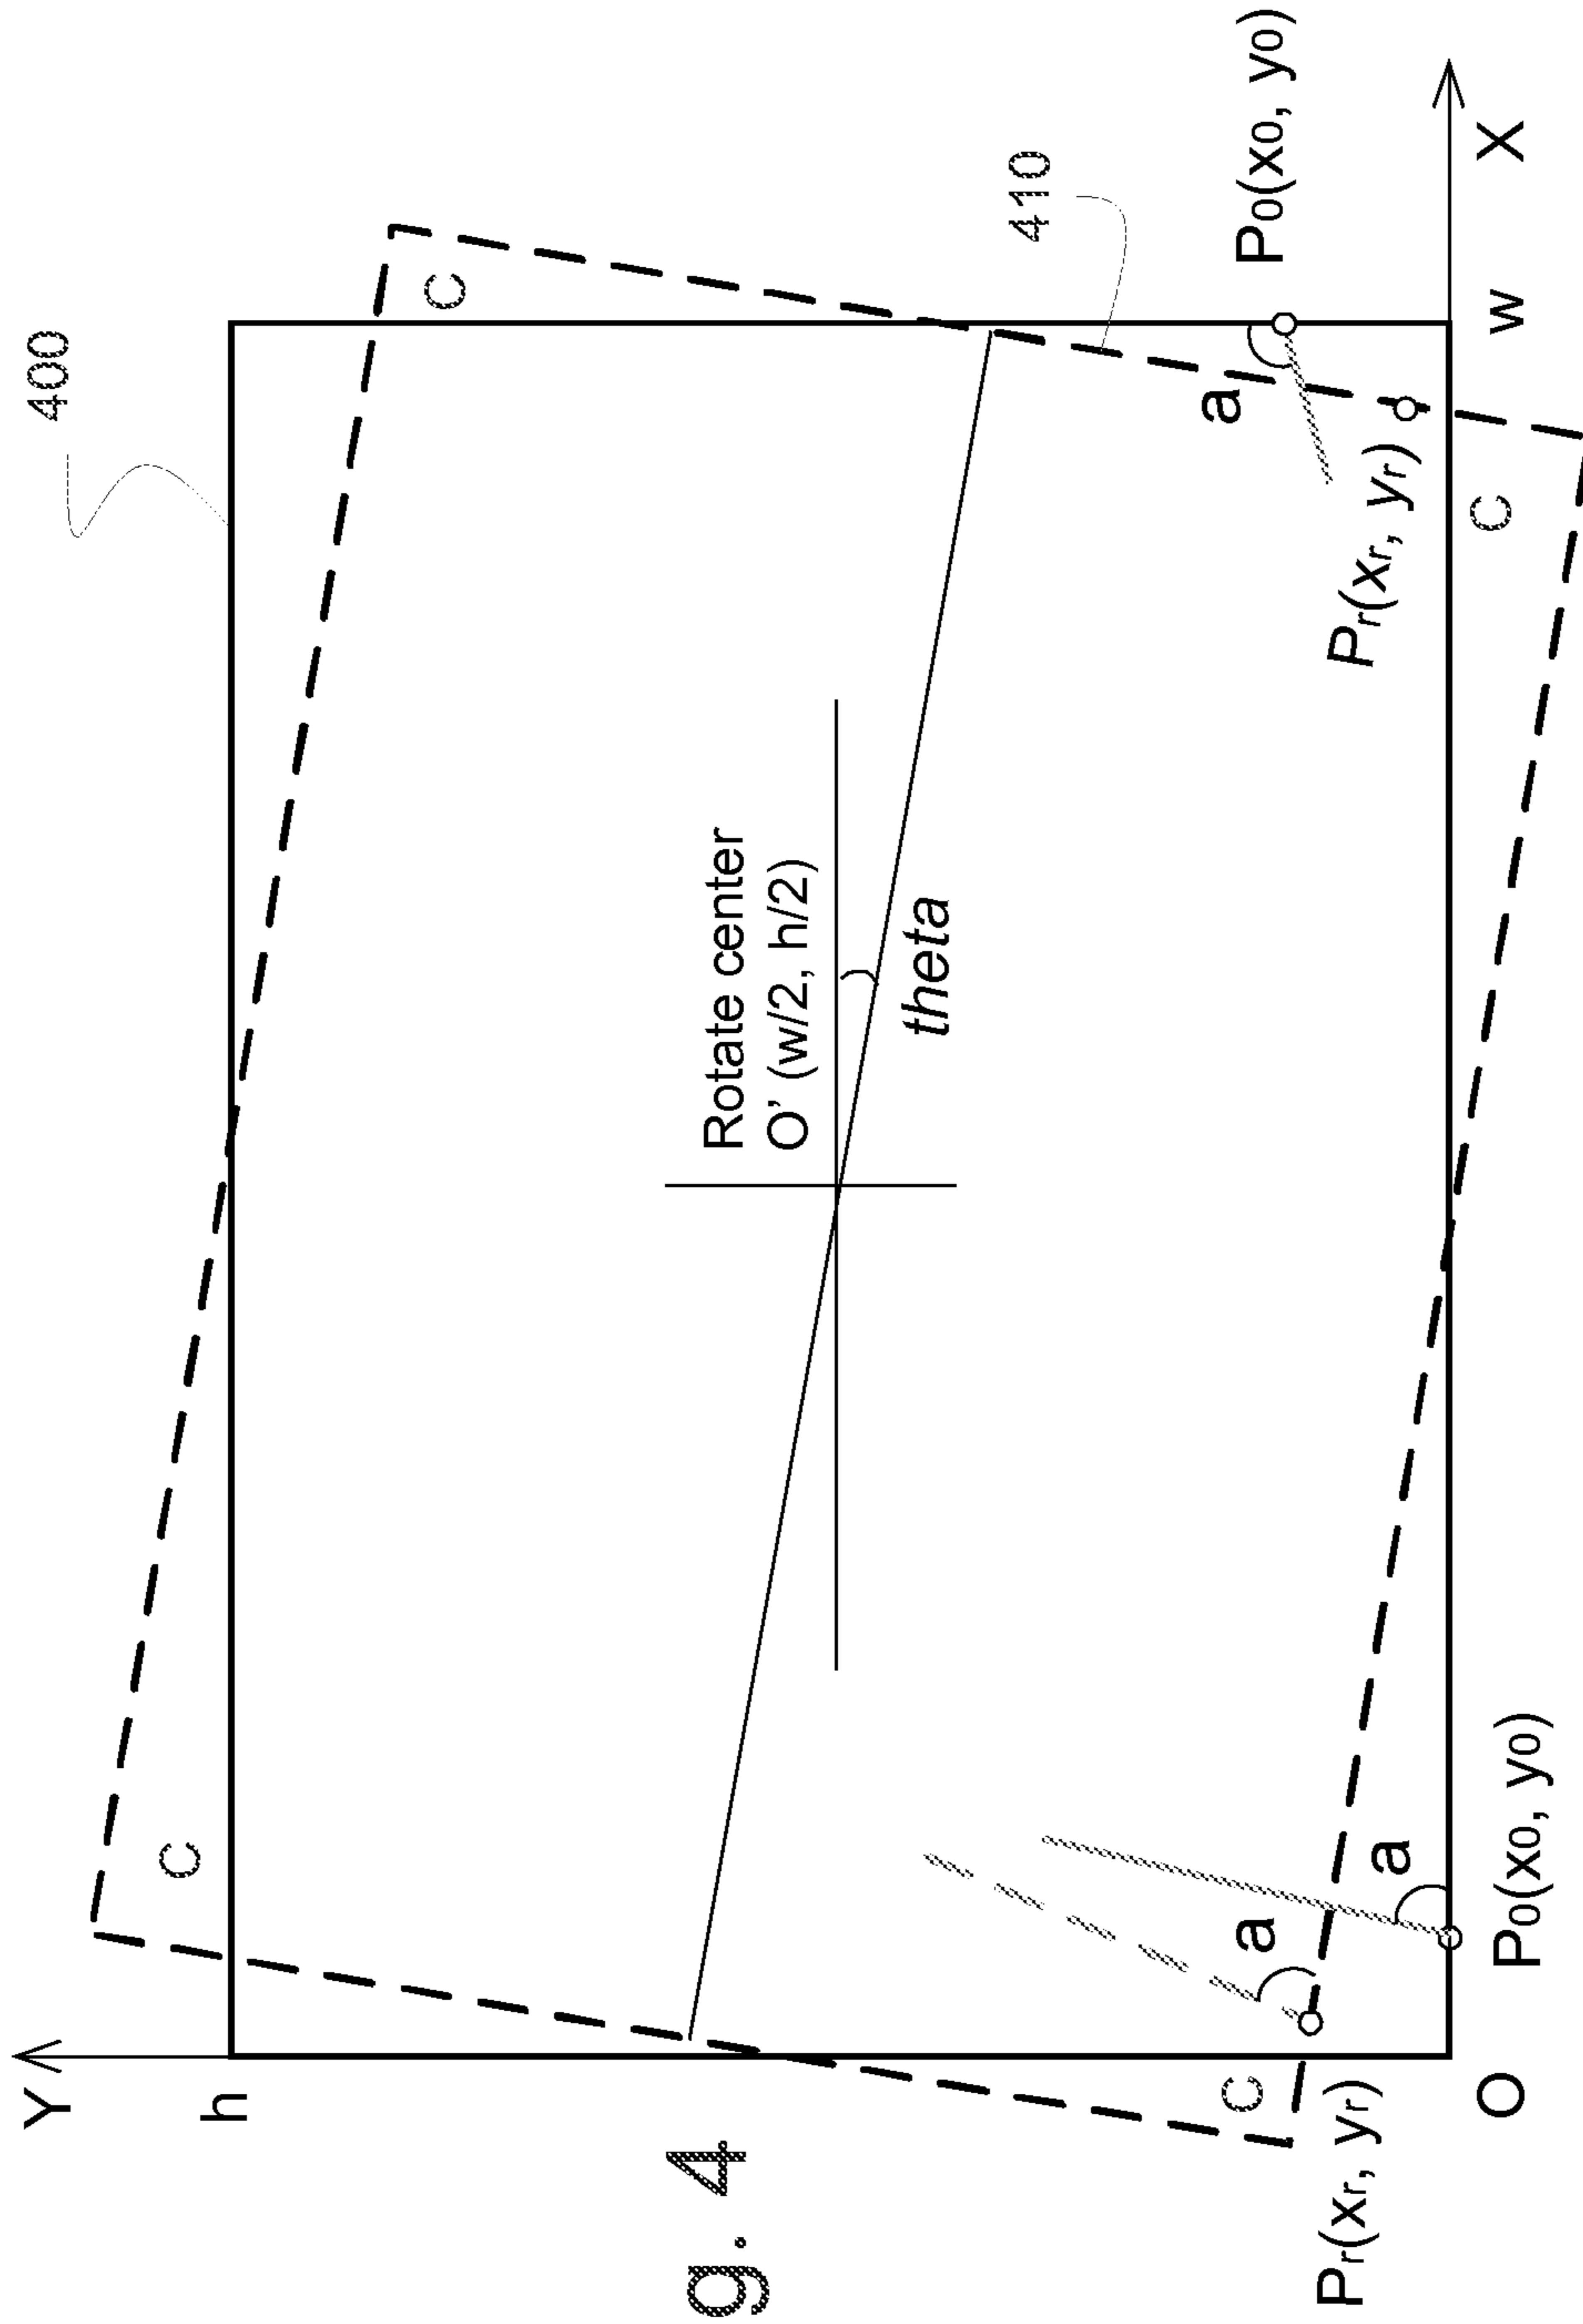 400
Y
h
C
C
410
Rotate center
O' (w/2, h/2)
theta
P0(x0, y0)
a
Pr(xr, yr)
C
w
X
a
a
C
Pr(xr, yr)
P0(x0, y0)
O
g. 4